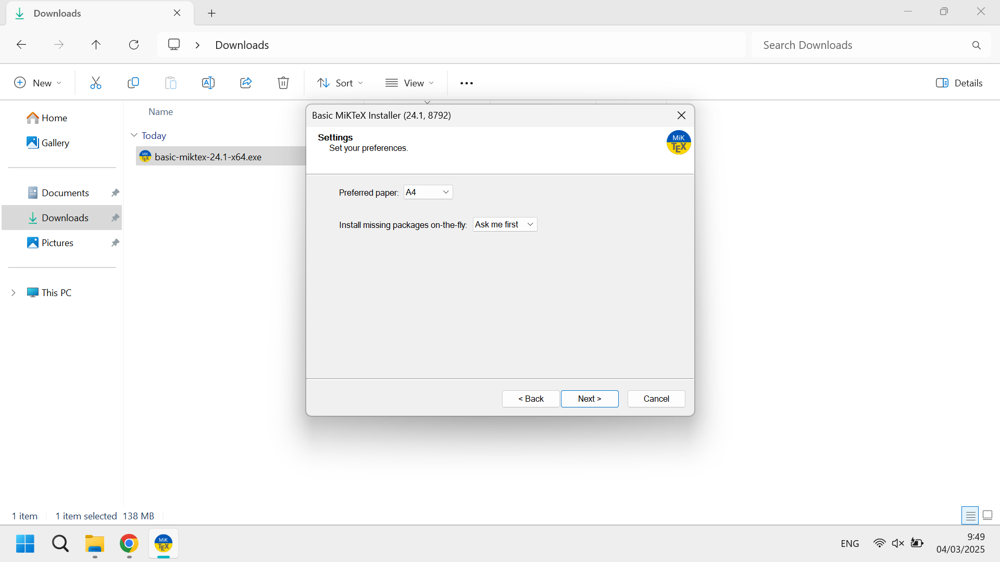 Downloads
Downloads
Search Downloads
New
Sort
View
Details
Home
Gallery
Documents
Downloads
Pictures
This PC
Name
Today
basic-miktex-24.1-x64.exe
Basic MiKTeX Installer (24.1, 8792)
Settings
Set your preferences.
MiK
TEX
Preferred paper: A4
Install missing packages on-the-fly: Ask me first
< Back
Next >
Cancel
1 item
1 item selected 138 MB
MiK
TEX
ENG
9:49
04/03/2025